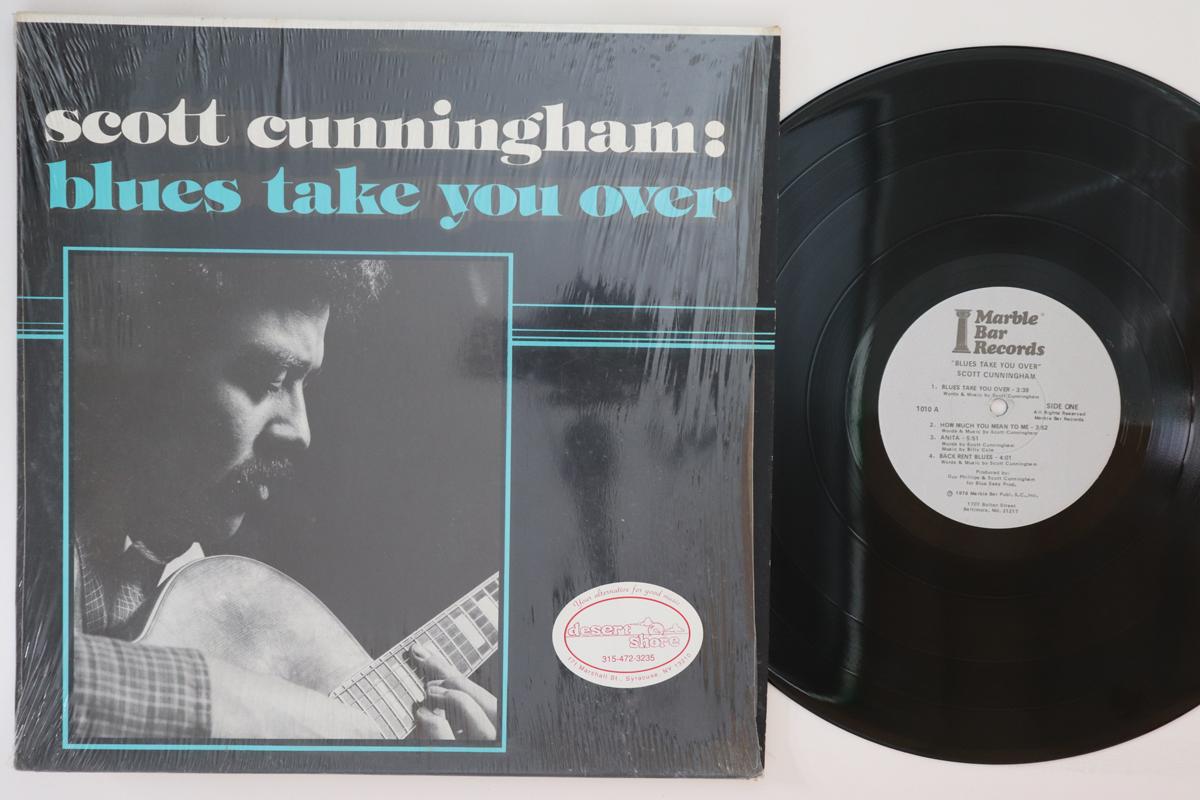 scott cunningham:
blues take you over
Your alternative for good music
desert
shore
315-472-3235
171 Marshall St., Syracuse, NY 13210
Marble
Bar
Records
"BLUES TAKE YOU OVER"
SCOTT CUNNINGHAM
1. BLUES TAKE YOU OVER - 3:39
Words & Music by Scott Cunningham
1010 A
SIDE ONE
All Rights Reserved
Marble Bar Records
2. HOW MUCH YOU MEAN TO ME - 3:52
Words & Music by Scott Cunningham
3. ANITA - 5:51
Words by Scott Cunningham
Music by Billy Cole
4. BACK RENT BLUES - 4:01
Words & Music by Scott Cunningham
Produced by:
Guy Phillips & Scott Cunningham
for Blue Sexy Prod.
Ⓟ 1978 Marble Bar Publ. S.C., Inc.
Bolton Street
Baltimore, Md. 21217